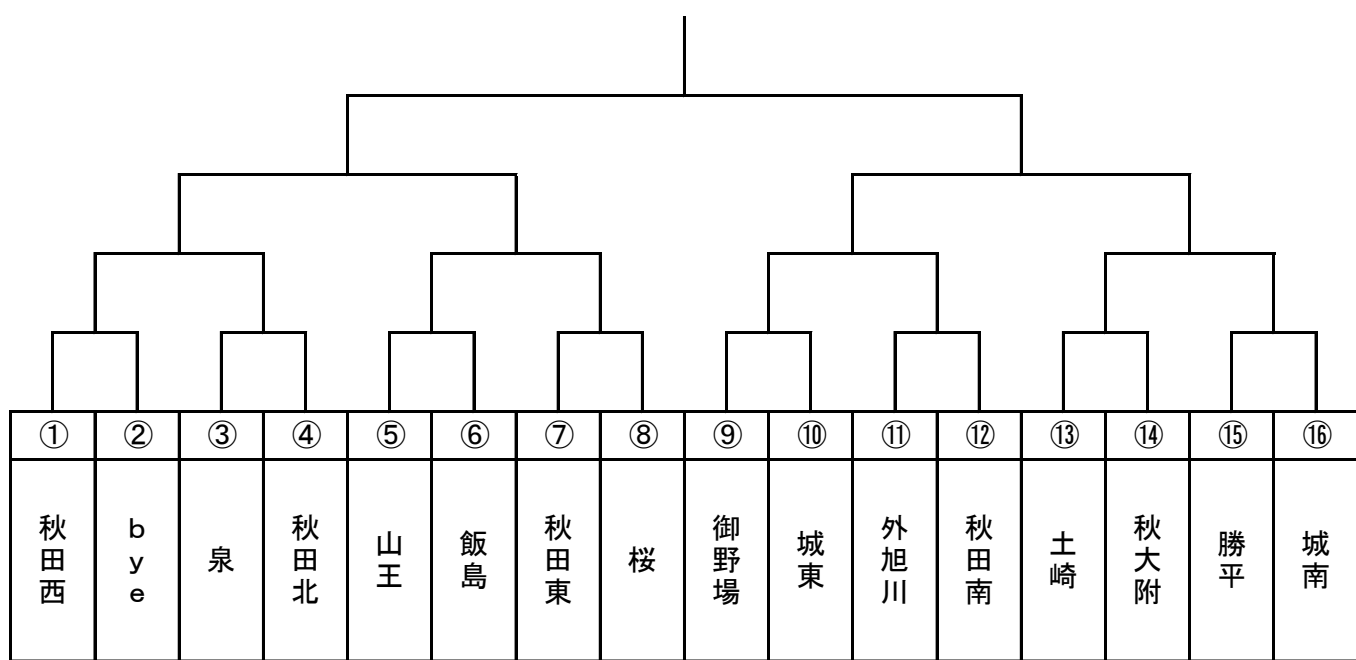 ① ② ③ ④ ⑤ ⑥ ⑦ ⑧ ⑨ ⑩ ⑪ ⑫ ⑬ ⑭ ⑮ ⑯
秋田西
ｂｙｅ
泉
秋田北
山王
飯島
秋田東
桜
御野場
城東
外旭川
秋田南
土崎
秋大附
勝平
城南